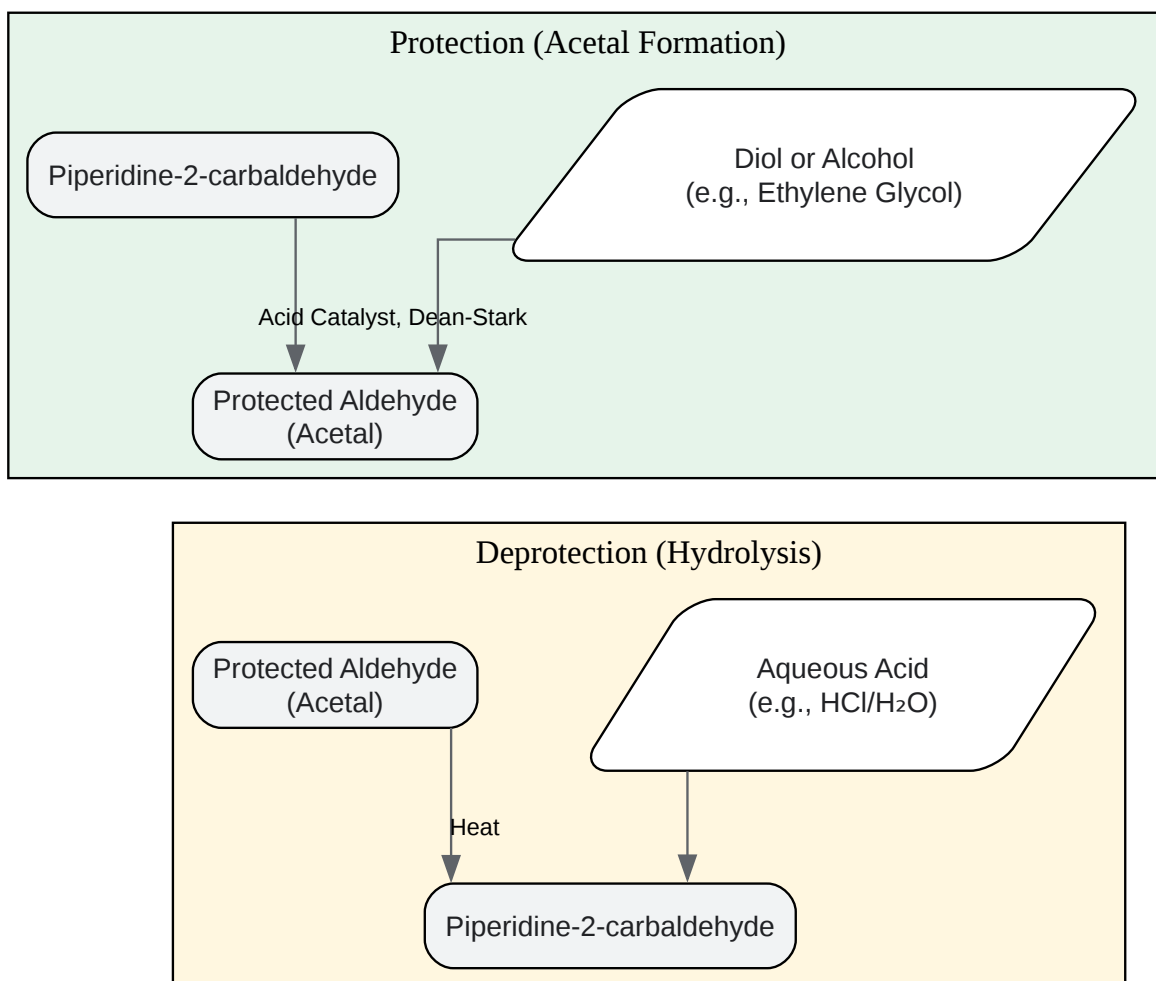 Protection (Acetal Formation)
Piperidine-2-carbaldehyde
Diol or Alcohol
(e.g., Ethylene Glycol)
Acid Catalyst, Dean-Stark
Protected Aldehyde
(Acetal)
Deprotection (Hydrolysis)
Protected Aldehyde
(Acetal)
Aqueous Acid
(e.g., HCl/H₂O)
Heat
Piperidine-2-carbaldehyde